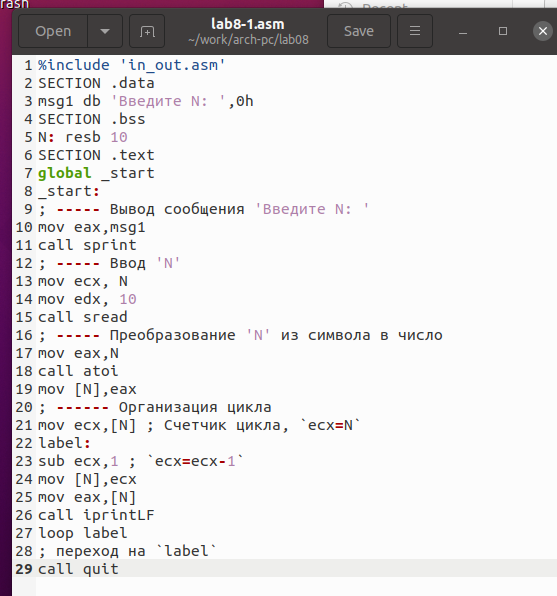 rash
Recent
Open
lab8-1.asm
~/work/arch-pc/lab08
Save
1 %include 'in_out.asm'
2 SECTION .data
3 msg1 db 'Введите N: ',0h
4 SECTION .bss
5 N: resb 10
6 SECTION .text
7 global _start
8 _start:
9 ; ----- Вывод сообщения 'Введите N: '
10 mov eax,msg1
11 call sprint
12 ; ----- Ввод 'N'
13 mov ecx, N
14 mov edx, 10
15 call sread
16 ; ----- Преобразование 'N' из символа в число
17 mov eax,N
18 call atoi
19 mov [N],eax
20 ; ------ Организация цикла
21 mov ecx,[N] ; Счетчик цикла, `ecx=N`
22 label:
23 sub ecx,1 ; `ecx=ecx-1`
24 mov [N],ecx
25 mov eax,[N]
26 call iprintLF
27 loop label
28 ; переход на `label`
29 call quit